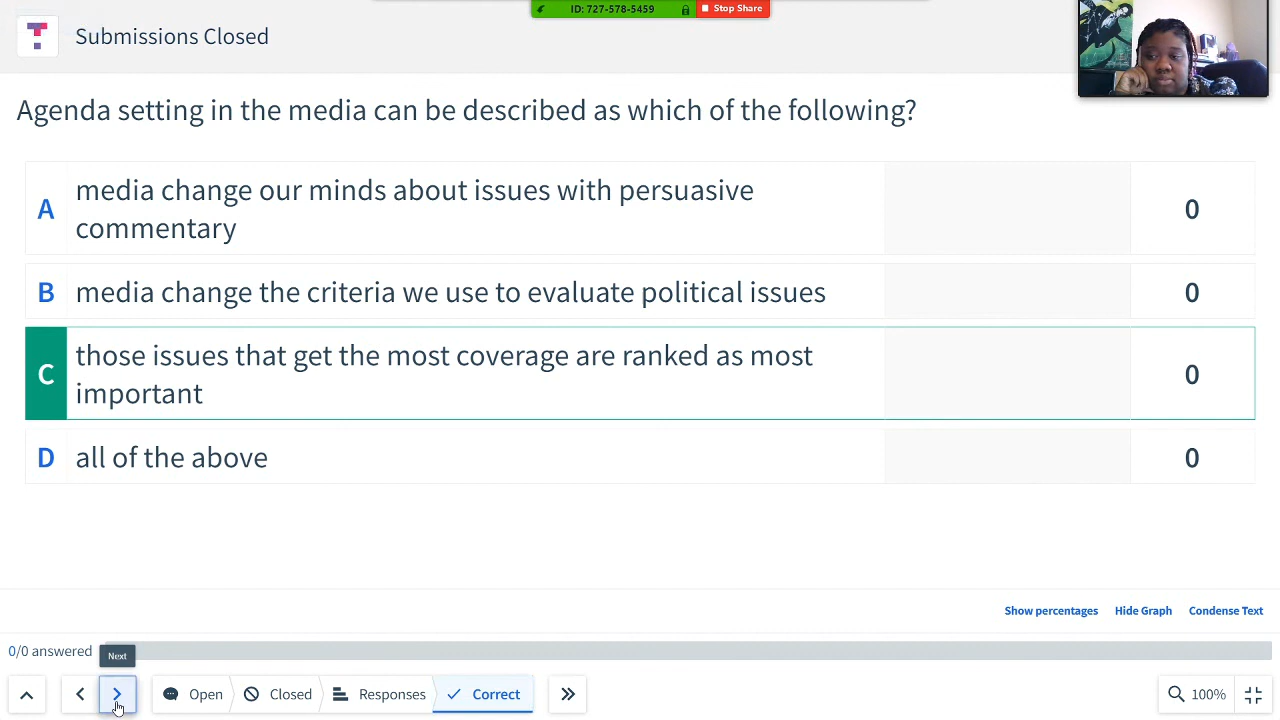 ID: 727-578-5459
Stop Share
Submissions Closed
Agenda setting in the media can be described as which of the following?
A
media change our minds about issues with persuasive
commentary
0
B
media change the criteria we use to evaluate political issues
0
C
those issues that get the most coverage are ranked as most
important
0
D
all of the above
0
Show percentages
Hide Graph
Condense Text
0/0 answered
Next
Open
Closed
Responses
Correct
100%